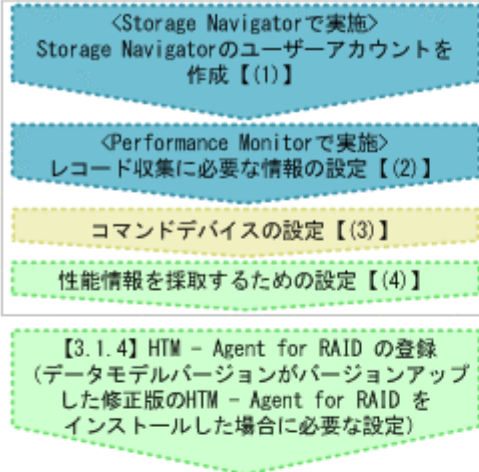 <Storage Navigatorで実施>
Storage Navigatorのユーザーアカウントを
作成【(1)】
<Performance Monitorで実施>
レコード収集に必要な情報の設定【(2)】
コマンドデバイスの設定【(3)】
性能情報を採取するための設定【(4)】
【3.1.4】HTM - Agent for RAID の登録
(データモデルバージョンがバージョンアップ
した修正版のHTM - Agent for RAID を
インストールした場合に必要な設定)